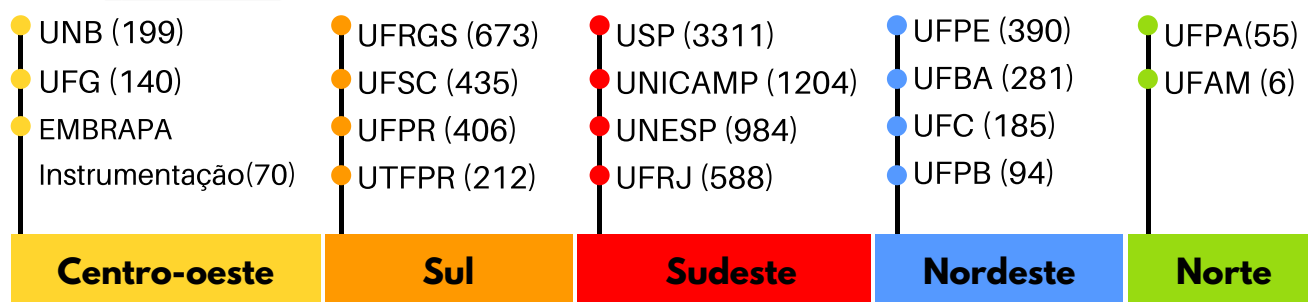 UNB (199)
UFG (140)
EMBRAPA
Instrumentação(70)
Centro-oeste
UFRGS (673)
UFSC (435)
UFPR (406)
UTFPR (212)
Sul
USP (3311)
UNICAMP (1204)
UNESP (984)
UFRJ (588)
Sudeste
UFPE (390)
UFBA (281)
UFC (185)
UFPB (94)
Nordeste
UFPA(55)
UFAM (6)
Norte